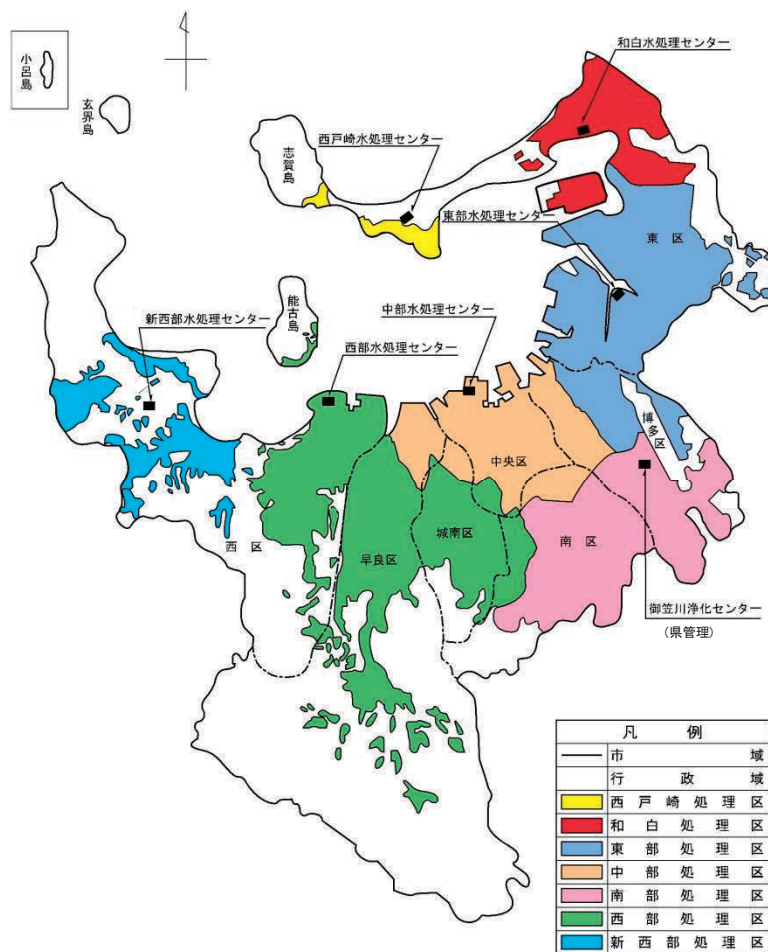 和白水処理センター
小呂島
玄界島
西戸崎水処理センター
志賀島
東部水処理センター
東区
能古島
新西部水処理センター
中部水処理センター
西部水処理センター
博多区
中央区
城南区
西区
早良区
南区
御笠川浄化センター
(県管理)
凡例
市域
行政域
西戸崎処理区
和白処理区
東部処理区
中部処理区
南部処理区
西部処理区
新西部処理区